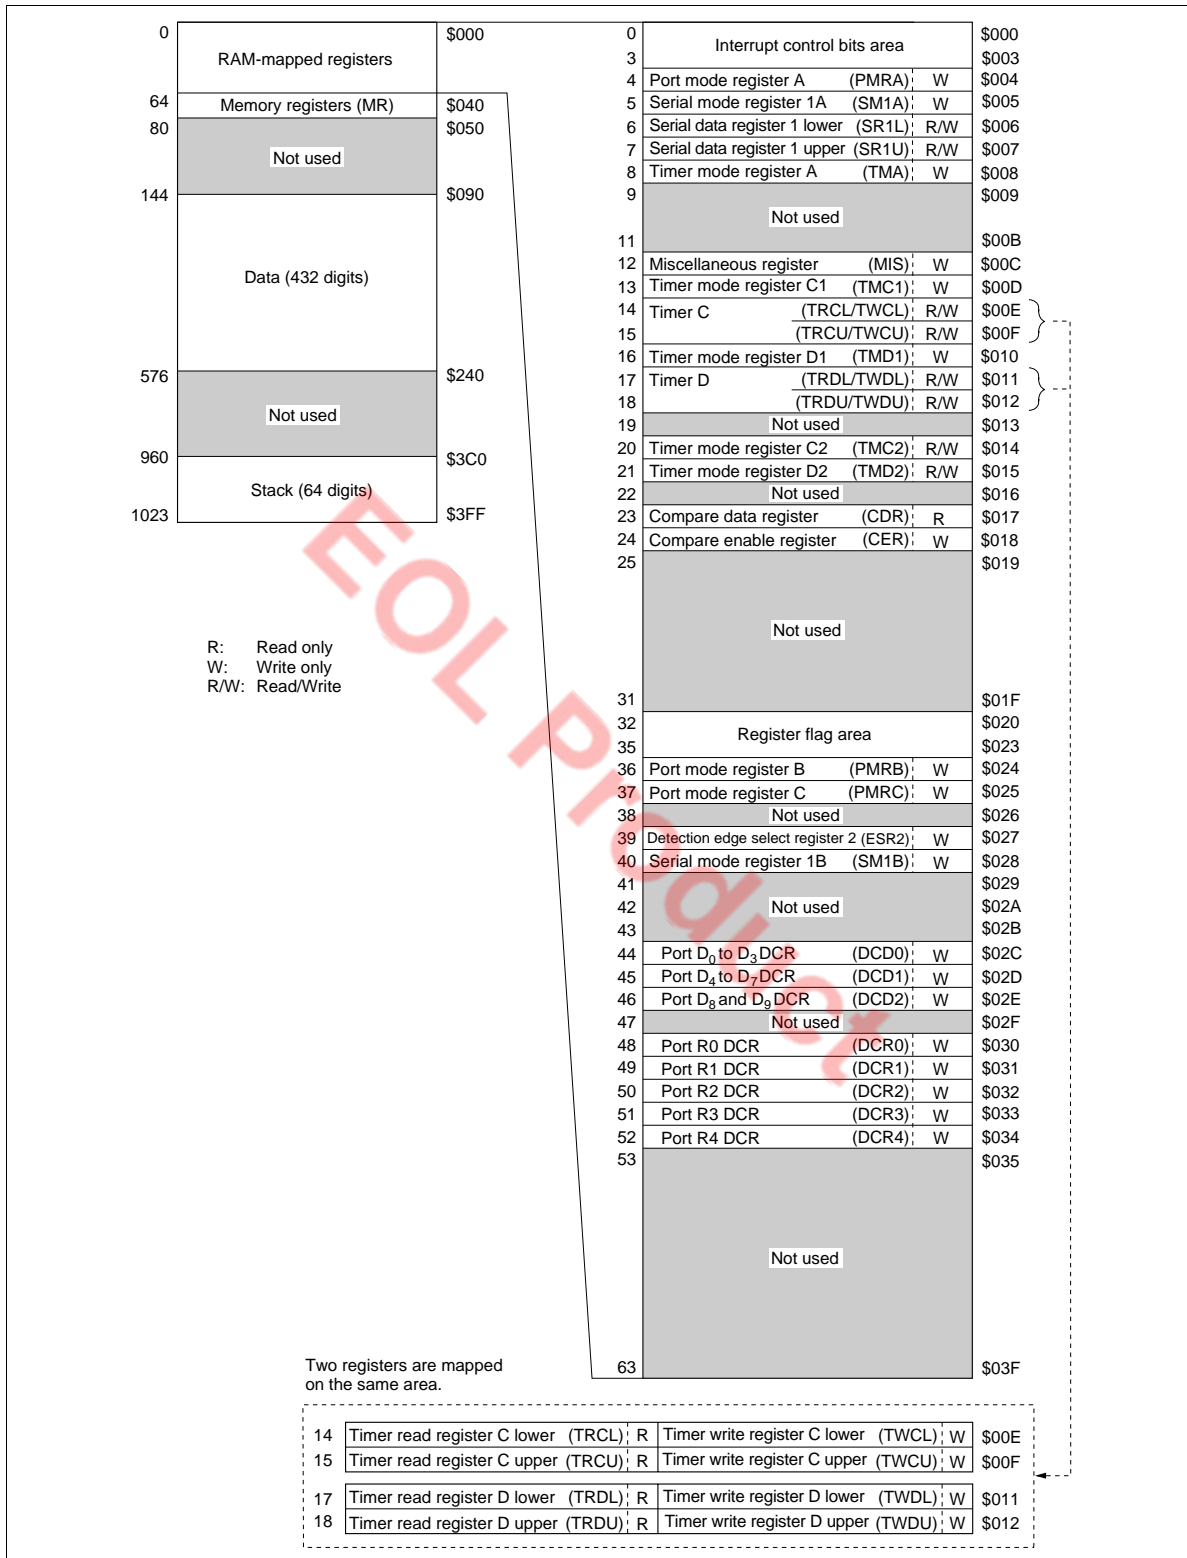 0 $000
RAM-mapped registers
64 Memory registers (MR) $040
80 $050
Not used
144 $090
Data (432 digits)
576 $240
Not used
960 $3C0
Stack (64 digits)
1023 $3FF
R: Read only
W: Write only
R/W: Read/Write
0 $000
Interrupt control bits area
3 $003
4 Port mode register A (PMRA) W $004
5 Serial mode register 1A (SM1A) W $005
6 Serial data register 1 lower (SR1L) R/W $006
7 Serial data register 1 upper (SR1U) R/W $007
8 Timer mode register A (TMA) W $008
9 $009
Not used
11 $00B
12 Miscellaneous register (MIS) W $00C
13 Timer mode register C1 (TMC1) W $00D
14 Timer C (TRCL/TWCL) R/W $00E
15 (TRCU/TWCU) R/W $00F
16 Timer mode register D1 (TMD1) W $010
17 Timer D (TRDL/TWDL) R/W $011
18 (TRDU/TWDU) R/W $012
19 Not used $013
20 Timer mode register C2 (TMC2) R/W $014
21 Timer mode register D2 (TMD2) R/W $015
22 Not used $016
23 Compare data register (CDR) R $017
24 Compare enable register (CER) W $018
25 $019
Not used
31 $01F
32 $020
Register flag area
35 $023
36 Port mode register B (PMRB) W $024
37 Port mode register C (PMRC) W $025
38 Not used $026
39 Detection edge select register 2 (ESR2) W $027
40 Serial mode register 1B (SM1B) W $028
41 $029
42 Not used $02A
43 $02B
44 Port D0 to D3 DCR (DCD0) W $02C
45 Port D4 to D7 DCR (DCD1) W $02D
46 Port D8 and D9 DCR (DCD2) W $02E
47 Not used $02F
48 Port R0 DCR (DCR0) W $030
49 Port R1 DCR (DCR1) W $031
50 Port R2 DCR (DCR2) W $032
51 Port R3 DCR (DCR3) W $033
52 Port R4 DCR (DCR4) W $034
53 $035
Not used
63 $03F
EOL Product
Two registers are mapped
on the same area.
14 Timer read register C lower (TRCL) R Timer write register C lower (TWCL) W $00E
15 Timer read register C upper (TRCU) R Timer write register C upper (TWCU) W $00F
17 Timer read register D lower (TRDL) R Timer write register D lower (TWDL) W $011
18 Timer read register D upper (TRDU) R Timer write register D upper (TWDU) W $012